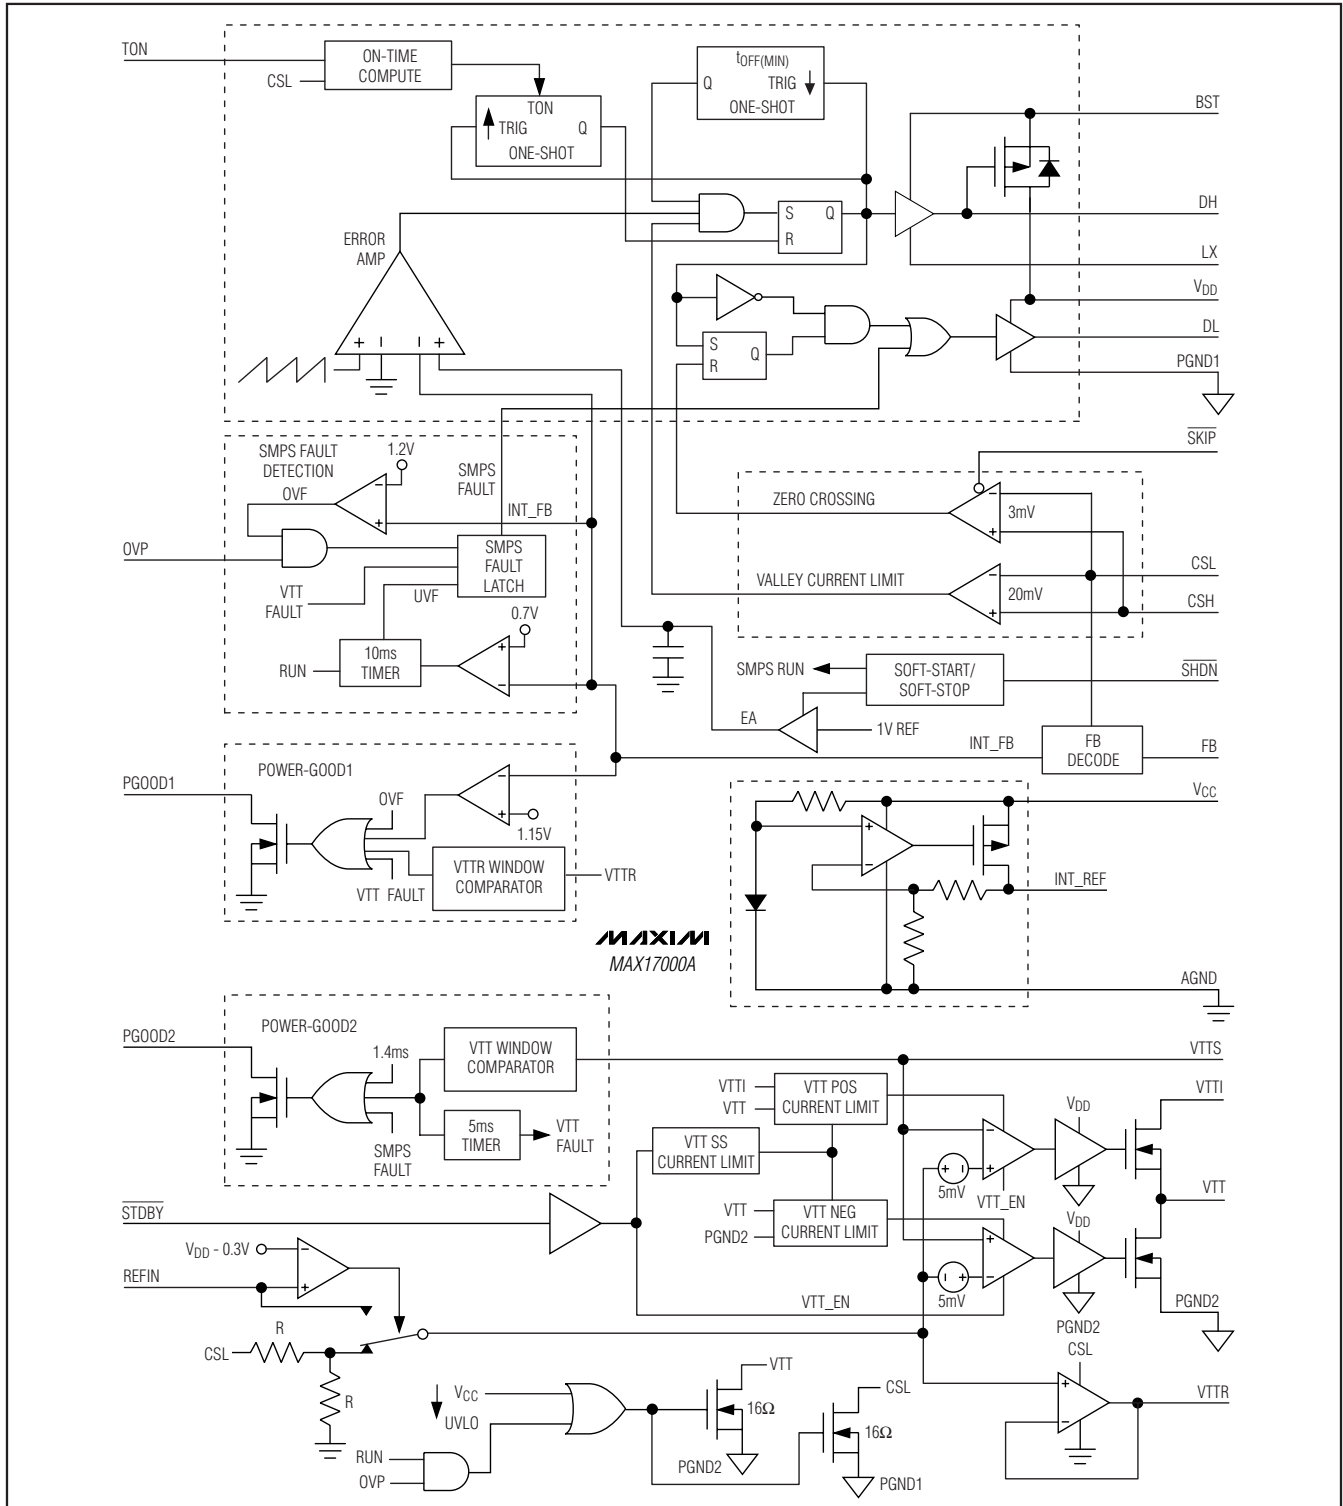 TON
ON-TIME
COMPUTE
CSL
tOFF(MIN)
Q TRIG
ONE-SHOT
TON
TRIG Q
ONE-SHOT
BST
S Q
R
DH
ERROR
AMP
LX
VDD
+ − − +
S
R Q
DL
PGND1
SMPS FAULT
DETECTION
1.2V
SKIP
OVF
SMPS
FAULT
INT_FB
ZERO CROSSING
3mV
OVP
SMPS
FAULT
LATCH
VTT
FAULT
UVF
VALLEY CURRENT LIMIT
20mV
CSL
CSH
0.7V
RUN
10ms
TIMER
SMPS RUN
SOFT-START/
SOFT-STOP
SHDN
EA
1V REF
INT_FB
FB
DECODE
FB
POWER-GOOD1
PGOOD1
OVF
1.15V
VTT FAULT
VTTR WINDOW
COMPARATOR
VTTR
VCC
INT_REF
MAXIM
MAX17000A
AGND
POWER-GOOD2
PGOOD2
1.4ms
VTT WINDOW
COMPARATOR
VTTS
5ms
TIMER
VTT
FAULT
SMPS
FAULT
VTTI
VTT
VTT POS
CURRENT LIMIT
VTT SS
CURRENT LIMIT
VDD
VTTI
5mV
VTT_EN
VTT
STDBY
VTT
PGND2
VTT NEG
CURRENT LIMIT
VDD
VDD - 0.3V
REFIN
VTT_EN
5mV
PGND2
PGND2
R
CSL
R
CSL
VTTR
VCC
UVLO
VTT
16Ω
PGND2
CSL
16Ω
PGND1
RUN
OVP